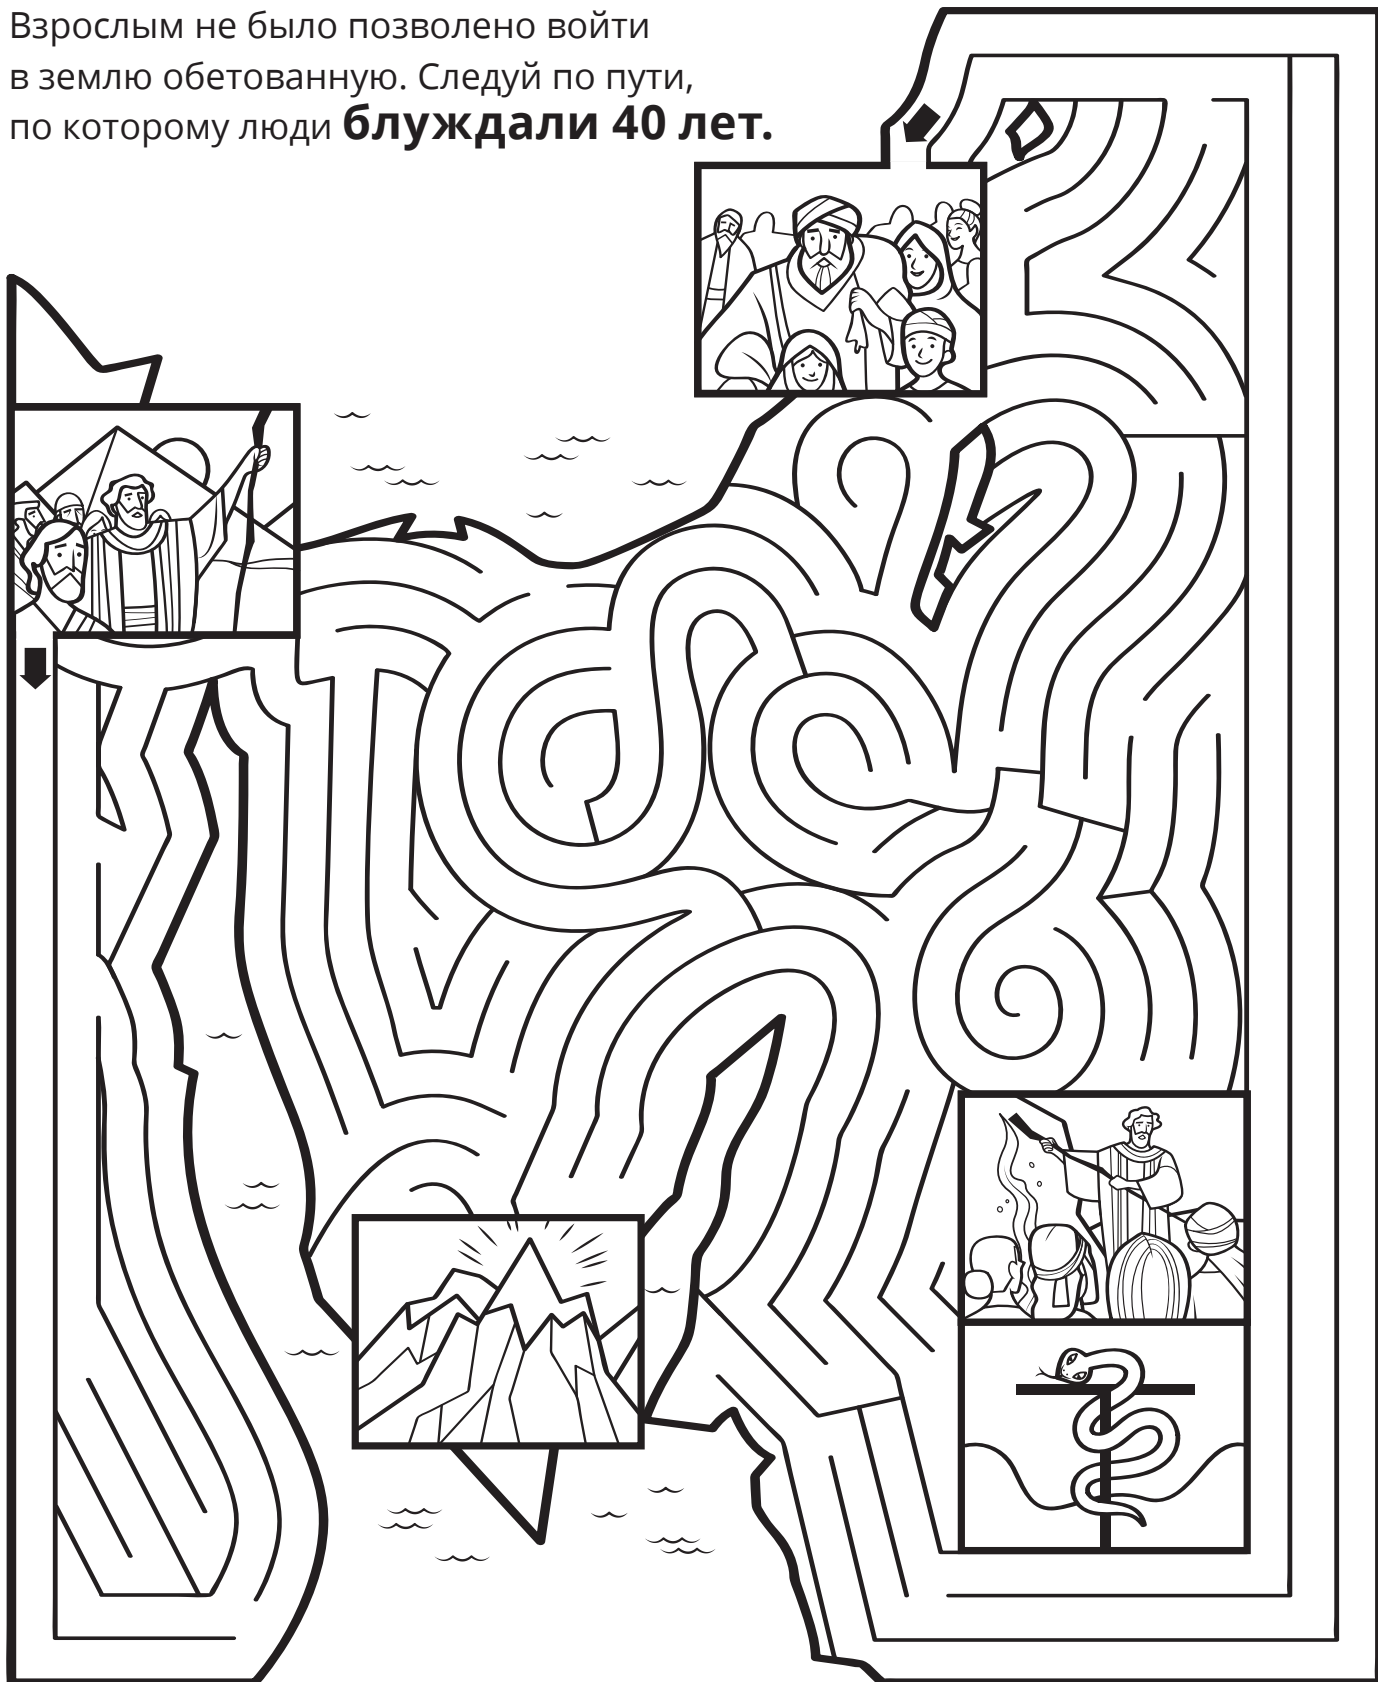 Взрослым не было позволено войти
в землю обетованную. Следуй по пути,
по которому люди блуждали 40 лет.